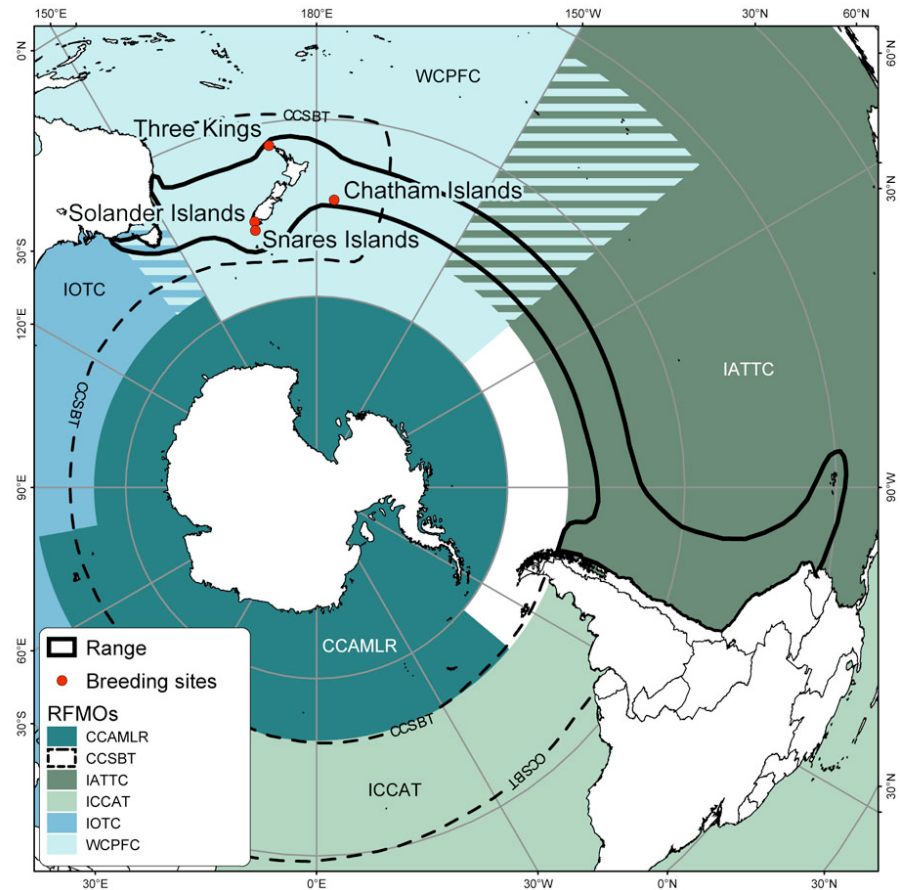 150°E
180°E
150°W
30°N
60°N
0°N
60°N
WCPFC
CCSBT
Three Kings
Chatham Islands
30°N
Solander Islands
Snares Islands
30°S
IOTC
120°E
0°N
IATTC
CCSBT
90°E
90°W
CCAMLR
60°E
30°S
Range
Breeding sites
RFMOs
CCAMLR
CCSBT
IATTC
ICCAT
IOTC
WCPFC
CCSBT
CCSBT
ICCAT
30°N
30°E
0°E
30°W
0°N
30°N